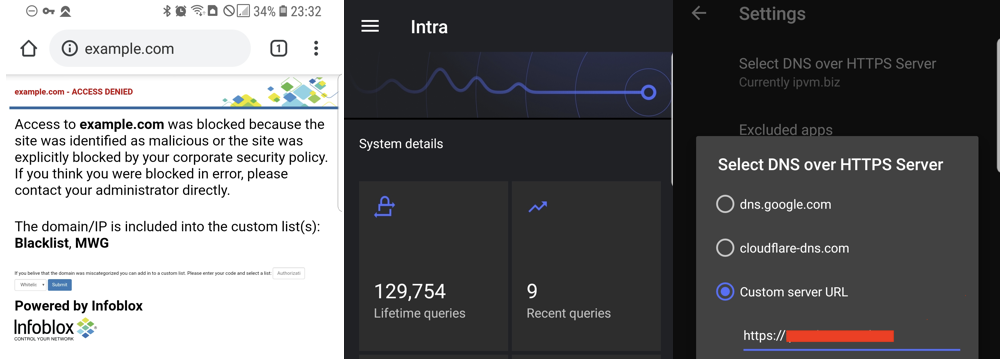 34% 23:32
example.com
1
example.com - ACCESS DENIED
Access to example.com was blocked because the
site was identified as malicious or the site was
explicitly blocked by your corporate security policy.
If you think you were blocked in error, please
contact your administrator directly.
The domain/IP is included into the custom list(s):
Blacklist, MWG
If you belive that the domain was miscategorized you can add in to a custom list. Please enter your code and select a list:
Submit
Powered by Infoblox
Infoblox
CONTROL YOUR NETWORK
Intra
System details
129,754
Lifetime queries
9
Recent queries
Settings
Select DNS over HTTPS Server
Currently ipvm.biz
Excluded apps
Select DNS over HTTPS Server
dns.google.com
cloudflare-dns.com
Custom server URL
https://